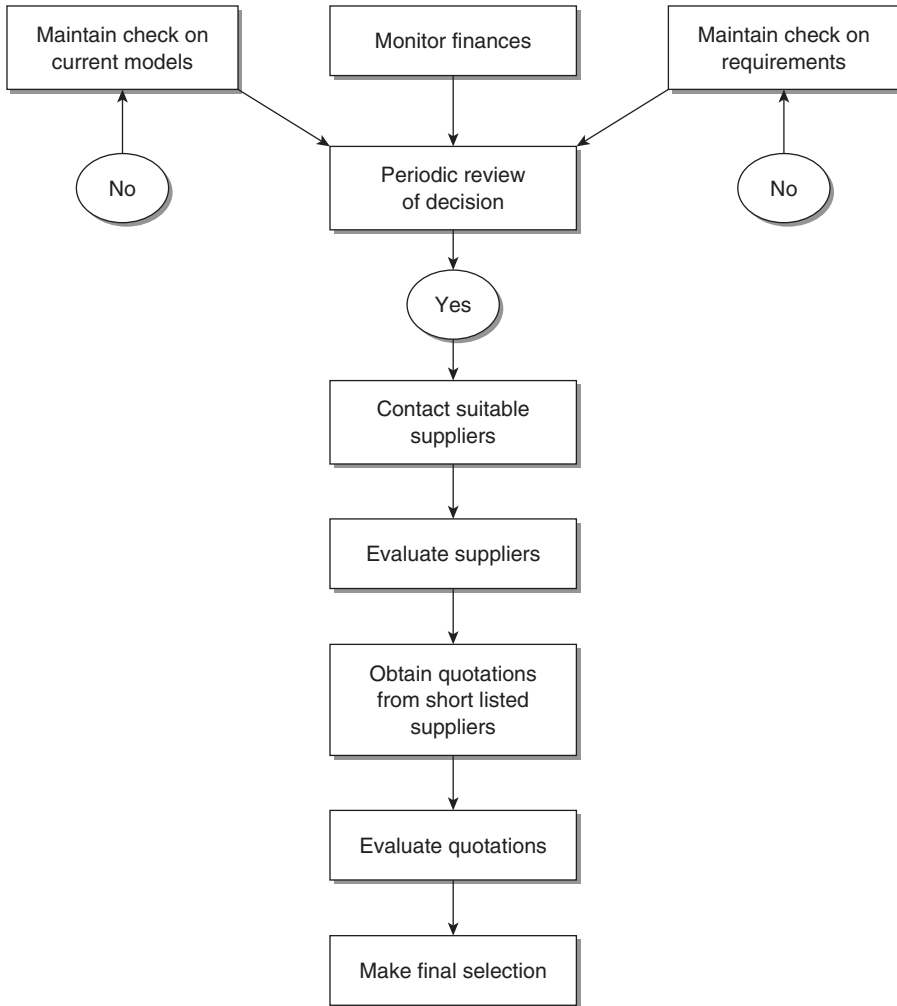 Maintain check on
current models
Monitor finances
Maintain check on
requirements
No
Periodic review
of decision
No
Yes
Contact suitable
suppliers
Evaluate suppliers
Obtain quotations
from short listed
suppliers
Evaluate quotations
Make final selection